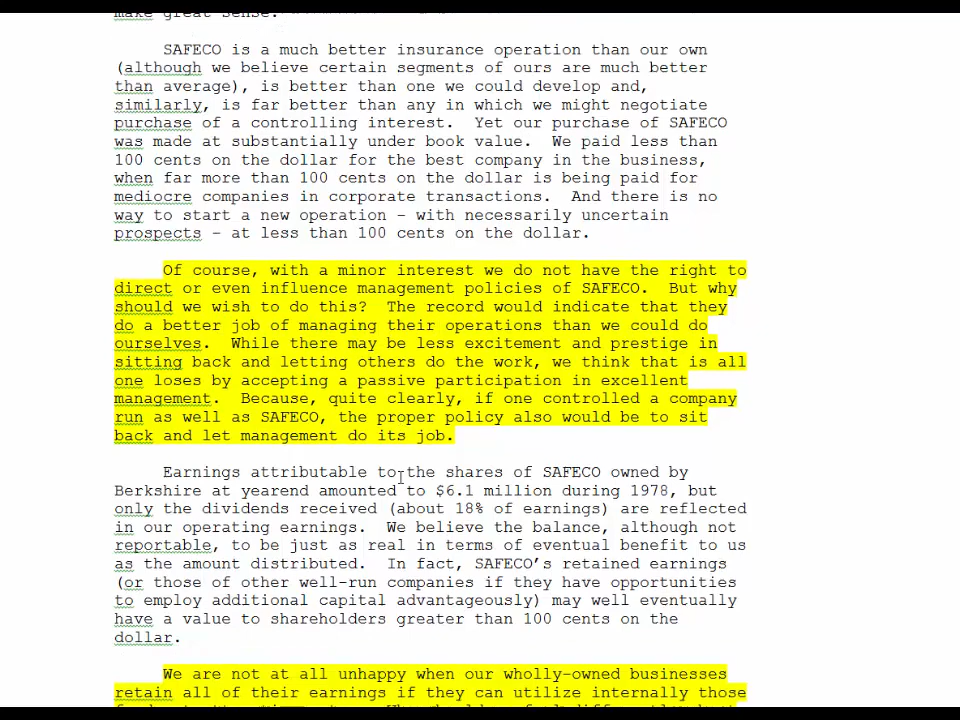 make great sense.
SAFECO is a much better insurance operation than our own
(although we believe certain segments of ours are much better
than average), is better than one we could develop and,
similarly, is far better than any in which we might negotiate
purchase of a controlling interest.  Yet our purchase of SAFECO
was made at substantially under book value.  We paid less than
100 cents on the dollar for the best company in the business,
when far more than 100 cents on the dollar is being paid for
mediocre companies in corporate transactions.  And there is no
way to start a new operation - with necessarily uncertain
prospects - at less than 100 cents on the dollar.
Of course, with a minor interest we do not have the right to
direct or even influence management policies of SAFECO.  But why
should we wish to do this?  The record would indicate that they
do a better job of managing their operations than we could do
ourselves.  While there may be less excitement and prestige in
sitting back and letting others do the work, we think that is all
one loses by accepting a passive participation in excellent
management.  Because, quite clearly, if one controlled a company
run as well as SAFECO, the proper policy also would be to sit
back and let management do its job.
Earnings attributable to the shares of SAFECO owned by
Berkshire at yearend amounted to $6.1 million during 1978, but
only the dividends received (about 18% of earnings) are reflected
in our operating earnings.  We believe the balance, although not
reportable, to be just as real in terms of eventual benefit to us
as the amount distributed.  In fact, SAFECO's retained earnings
(or those of other well-run companies if they have opportunities
to employ additional capital advantageously) may well eventually
have a value to shareholders greater than 100 cents on the
dollar.
We are not at all unhappy when our wholly-owned businesses
retain all of their earnings if they can utilize internally those